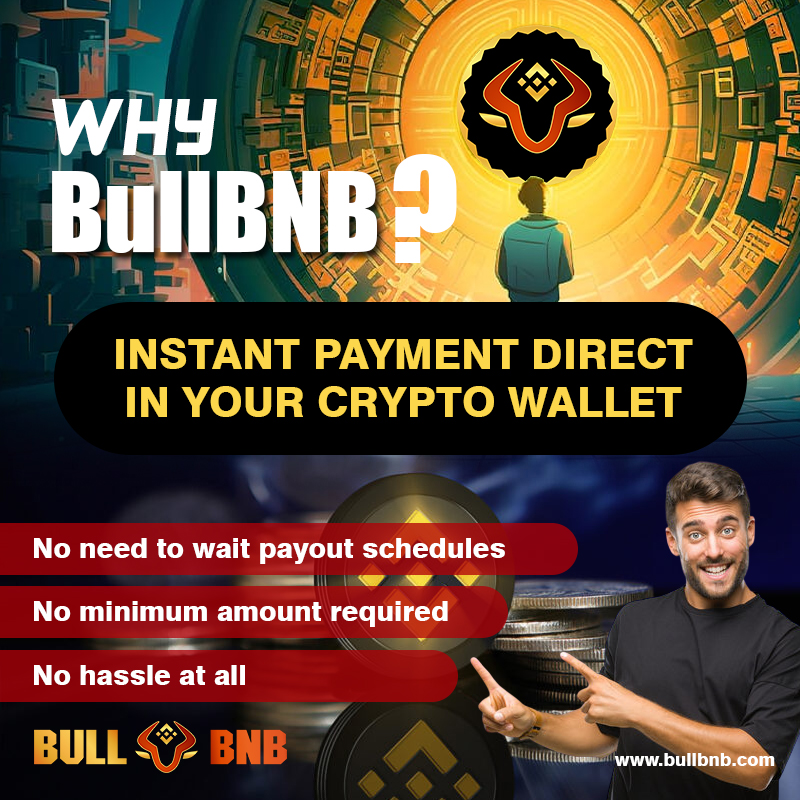 WHY
BullBNB?
INSTANT PAYMENT DIRECT
IN YOUR CRYPTO WALLET
No need to wait payout schedules
No minimum amount required
No hassle at all
BULL BNB
www.bullbnb.com